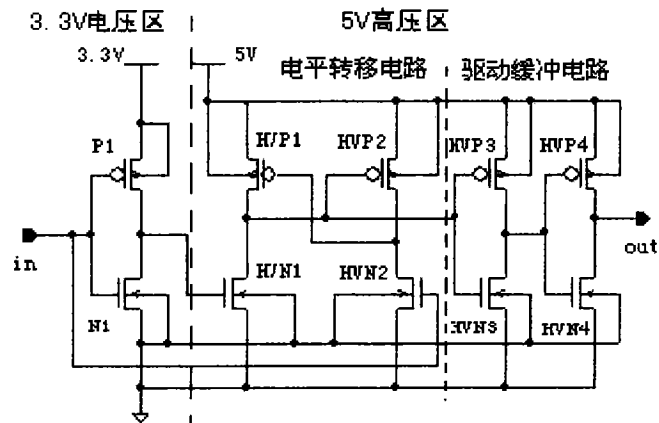 3.3V电压区
5V高压区
3.3V
5V
电平转移电路
驱动缓冲电路
P1
H/P1
HVP2
HVP3
HVP4
in
out
N1
H/N1
HVN2
HVN3
HVN4